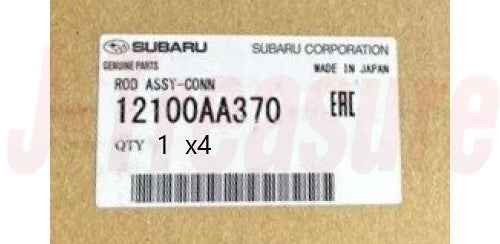 SUBARU SUBARU CORPORATION
GENUINE PARTS MADE IN JAPAN
ROD ASSY-CONN
12100AA370 EAC
QTY 1 x4
J-Treasure